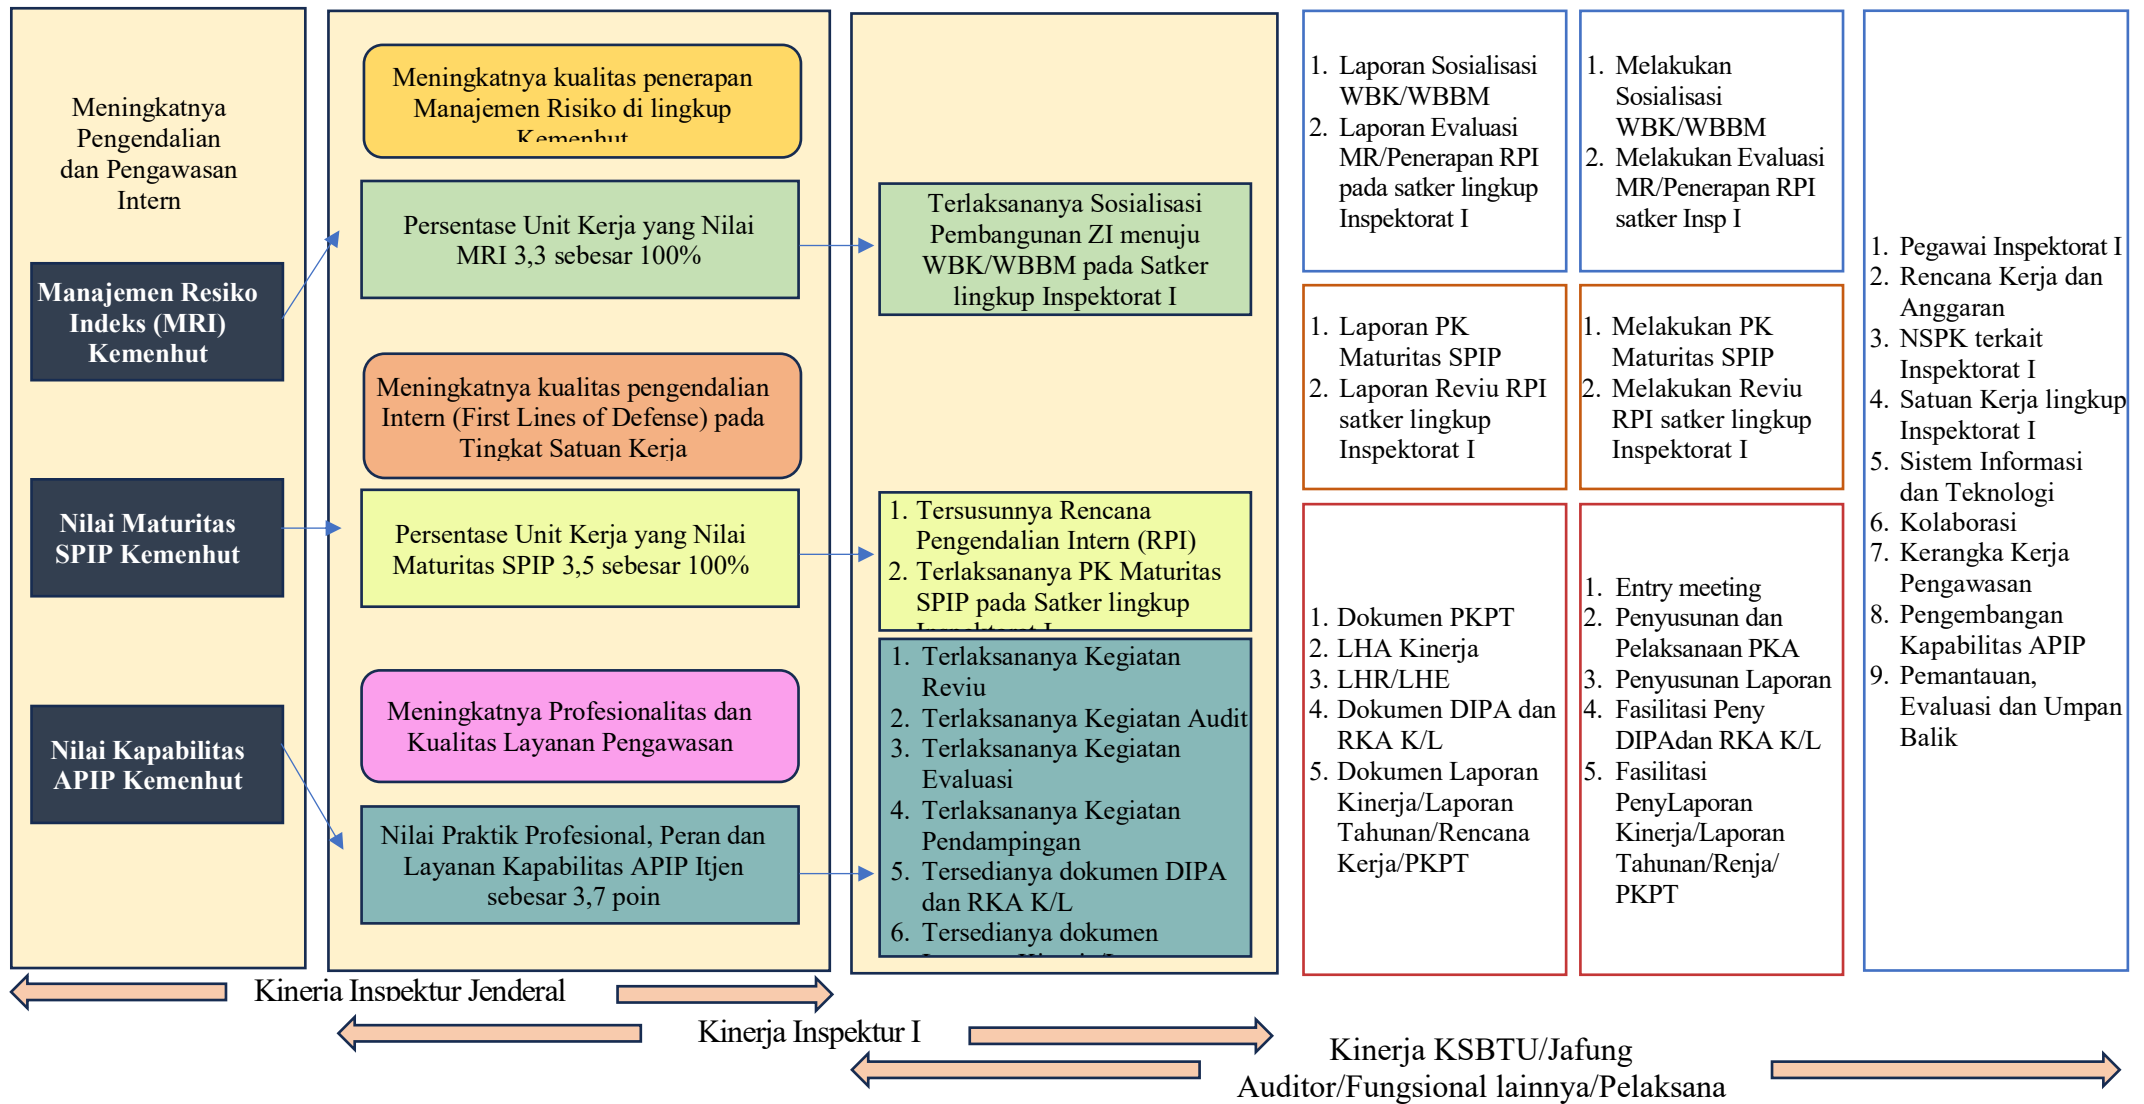 Meningkatnya
Pengendalian
dan Pengawasan
Intern
Manajemen Resiko
Indeks (MRI)
Kemenhut
Nilai Maturitas
SPIP Kemenhut
Nilai Kapabilitas
APIP Kemenhut
Meningkatnya kualitas penerapan
Manajemen Risiko di lingkup
Kemenhut
Persentase Unit Kerja yang Nilai
MRI 3,3 sebesar 100%
Meningkatnya kualitas pengendalian
Intern (First Lines of Defense) pada
Tingkat Satuan Kerja
Persentase Unit Kerja yang Nilai
Maturitas SPIP 3,5 sebesar 100%
Meningkatnya Profesionalitas dan
Kualitas Layanan Pengawasan
Nilai Praktik Profesional, Peran dan
Layanan Kapabilitas APIP Itjen
sebesar 3,7 poin
Terlaksananya Sosialisasi
Pembangunan ZI menuju
WBK/WBBM pada Satker
lingkup Inspektorat I
1. Tersusunnya Rencana
Pengendalian Intern (RPI)
2. Terlaksananya PK Maturitas
SPIP pada Satker lingkup
Inspektorat I
1. Terlaksananya Kegiatan
Reviu
2. Terlaksananya Kegiatan Audit
3. Terlaksananya Kegiatan
Evaluasi
4. Terlaksananya Kegiatan
Pendampingan
5. Tersedianya dokumen DIPA
dan RKA K/L
6. Tersedianya dokumen
1. Laporan Sosialisasi
WBK/WBBM
2. Laporan Evaluasi
MR/Penerapan RPI
pada satker lingkup
Inspektorat I
1. Laporan PK
Maturitas SPIP
2. Laporan Reviu RPI
satker lingkup
Inspektorat I
1. Dokumen PKPT
2. LHA Kinerja
3. LHR/LHE
4. Dokumen DIPA dan
RKA K/L
5. Dokumen Laporan
Kinerja/Laporan
Tahunan/Rencana
Kerja/PKPT
1. Melakukan
Sosialisasi
WBK/WBBM
2. Melakukan Evaluasi
MR/Penerapan RPI
satker Insp I
1. Melakukan PK
Maturitas SPIP
2. Melakukan Reviu
RPI satker lingkup
Inspektorat I
1. Entry meeting
2. Penyusunan dan
Pelaksanaan PKA
3. Penyusunan Laporan
4. Fasilitasi Peny
DIPAdan RKA K/L
5. Fasilitasi
PenyLaporan
Kinerja/Laporan
Tahunan/Renja/
PKPT
1. Pegawai Inspektorat I
2. Rencana Kerja dan
Anggaran
3. NSPK terkait
Inspektorat I
4. Satuan Kerja lingkup
Inspektorat I
5. Sistem Informasi
dan Teknologi
6. Kolaborasi
7. Kerangka Kerja
Pengawasan
8. Pengembangan
Kapabilitas APIP
9. Pemantauan,
Evaluasi dan Umpan
Balik
Kinerja Inspektur Jenderal
Kinerja Inspektur I
Kinerja KSBTU/Jafung
Auditor/Fungsional lainnya/Pelaksana